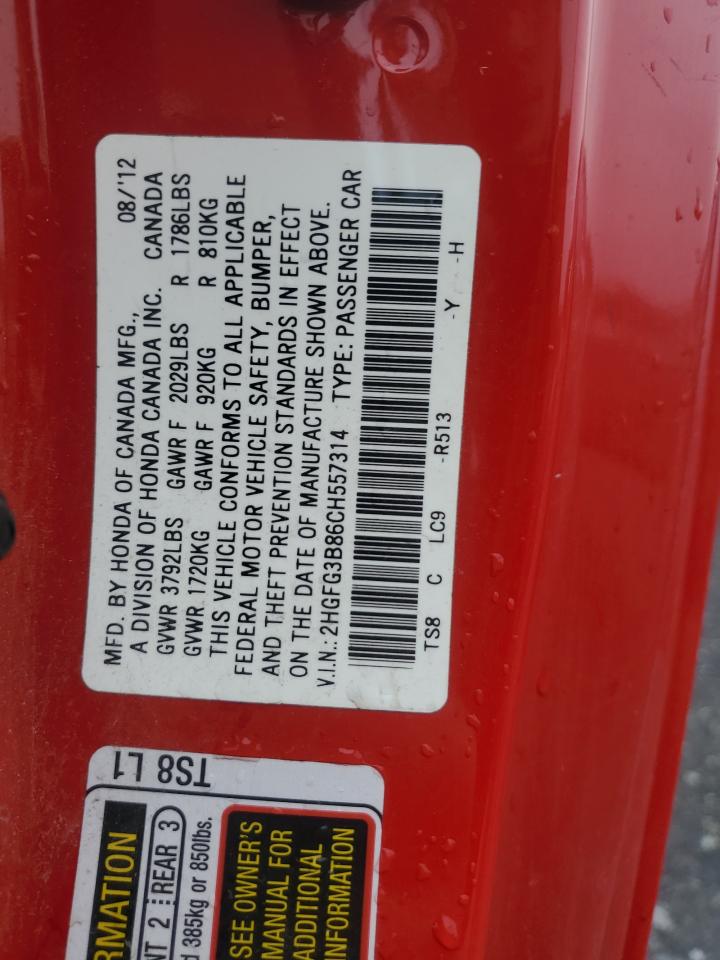 MFD. BY HONDA OF CANADA MFG., 08/'12
A DIVISION OF HONDA CANADA INC. CANADA
GVWR 3792LBS GAWR F 2029LBS R 1786LBS
GVWR 1720KG GAWR F 920KG R 810KG
THIS VEHICLE CONFORMS TO ALL APPLICABLE
FEDERAL MOTOR VEHICLE SAFETY, BUMPER,
AND THEFT PREVENTION STANDARDS IN EFFECT
ON THE DATE OF MANUFACTURE SHOWN ABOVE.
V.I.N.: 2HGFG3B86CH557314 TYPE: PASSENGER CAR
TS8 C LC9 -R513 -Y -H
TS8 L1
RMATION
NT 2 REAR 3
d 385kg or 850lbs.
SEE OWNER'S
MANUAL FOR
ADDITIONAL
INFORMATION